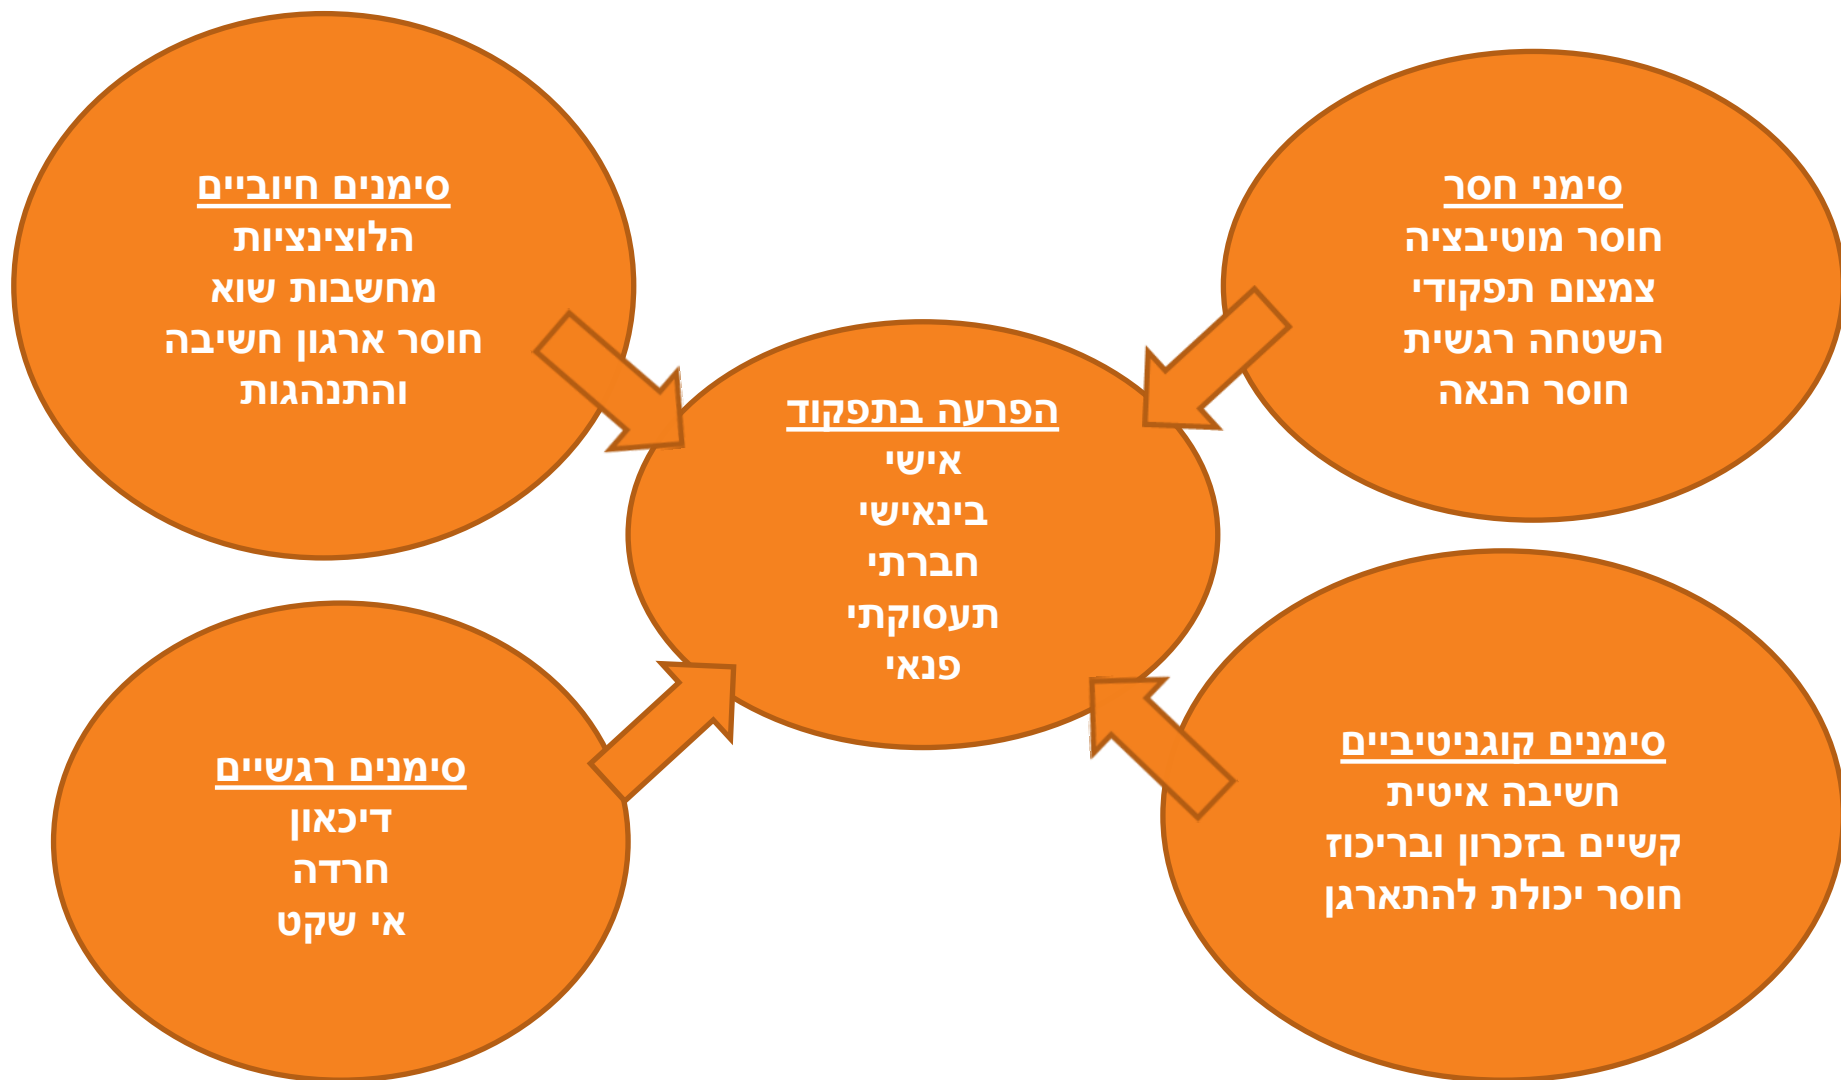 סימני חסר
חוסר מוטיבציה
צמצום תפקודי
השטחה רגשית
חוסר הנאה
סימנים חיוביים
הלוצינציות
מחשבות שוא
חוסר ארגון חשיבה
והתנהגות
הפרעה בתפקוד
אישי
בינאישי
חברתי
תעסוקתי
פנאי
סימנים קוגניטיביים
חשיבה איטית
קשיים בזכרון ובריכוז
חוסר יכולת להתארגן
סימנים רגשיים
דיכאון
חרדה
אי שקט